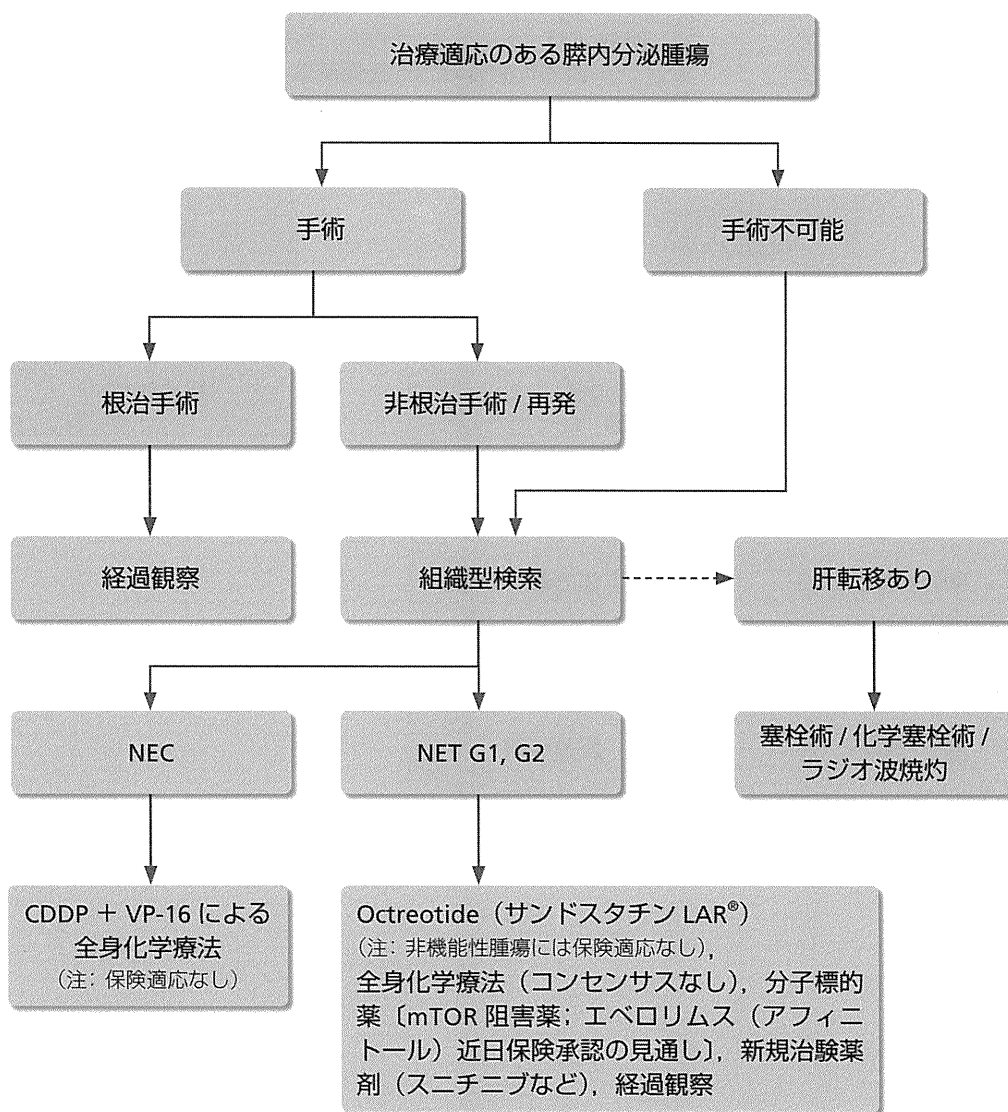 治療適応のある膵内分泌腫瘍
手術
手術不可能
根治手術
非根治手術 / 再発
経過観察
組織型検索
肝転移あり
NEC
NET G1, G2
塞栓術 / 化学塞栓術 /
ラジオ波焼灼
CDDP + VP-16 による
全身化学療法
(注: 保険適応なし)
Octreotide（サンドスタチン LAR®）
(注: 非機能性腫瘍には保険適応なし),
全身化学療法（コンセンサスなし）, 分子標的
薬〔mTOR 阻害薬; エベロリムス（アフィニ
トール）近日保険承認の見通し〕, 新規治験薬
剤（スニチニブなど）, 経過観察